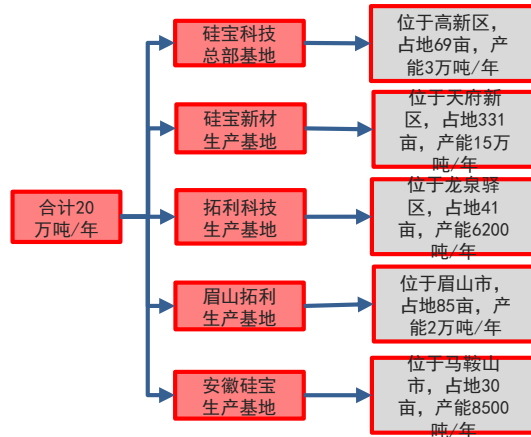 合计20
万吨/年
硅宝科技
总部基地
位于高新区，
占地69亩，产
能3万吨/年
硅宝新材
生产基地
位于天府新
区，占地331
亩，产能15万
吨/年
拓利科技
生产基地
位于龙泉驿
区，占地41
亩，产能6200
吨/年
眉山拓利
生产基地
位于眉山市，
占地85亩，产
能2万吨/年
安徽硅宝
生产基地
位于马鞍山
市，占地30
亩，产能8500
吨/年